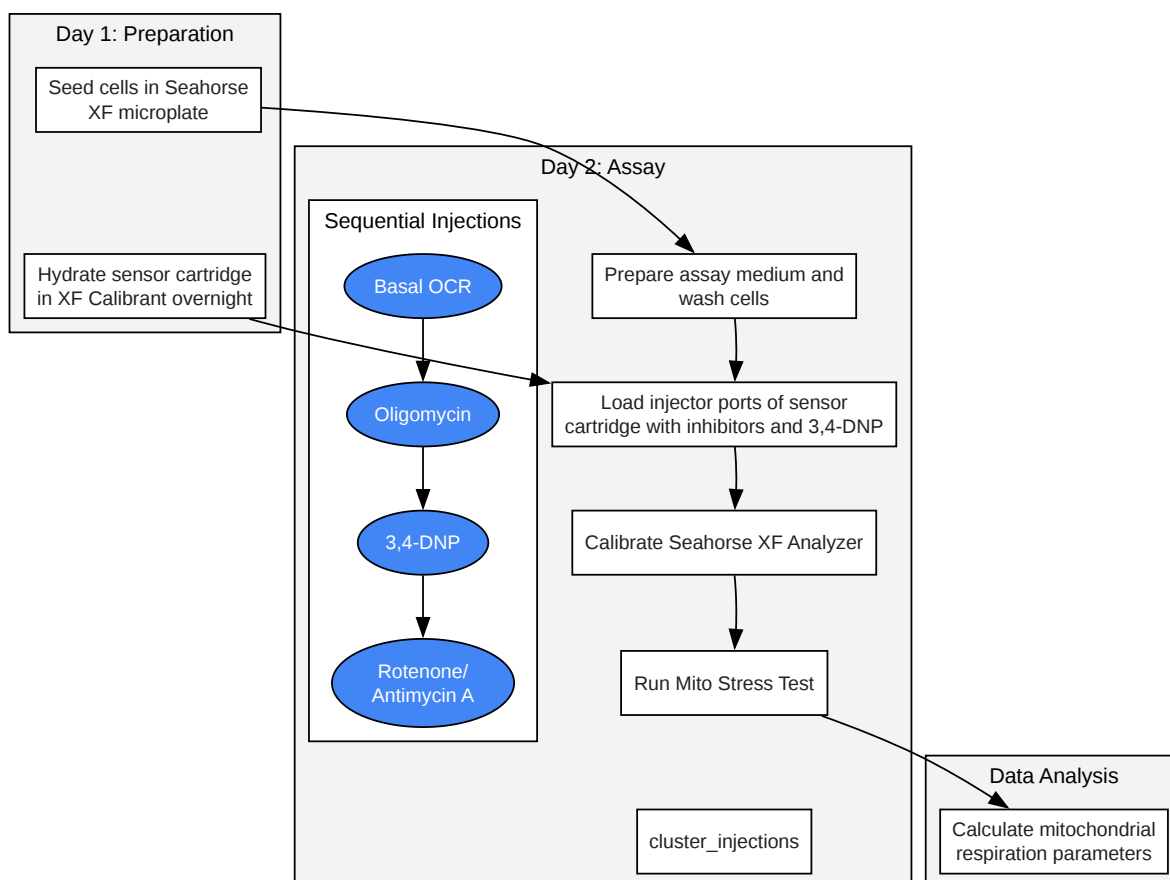 Day 1: Preparation
Seed cells in Seahorse
XF microplate
Hydrate sensor cartridge
in XF Calibrant overnight
Day 2: Assay
Sequential Injections
Basal OCR
Oligomycin
3,4-DNP
Rotenone/
Antimycin A
Prepare assay medium and
wash cells
Load injector ports of sensor
cartridge with inhibitors and 3,4-DNP
Calibrate Seahorse XF Analyzer
Run Mito Stress Test
cluster_injections
Data Analysis
Calculate mitochondrial
respiration parameters